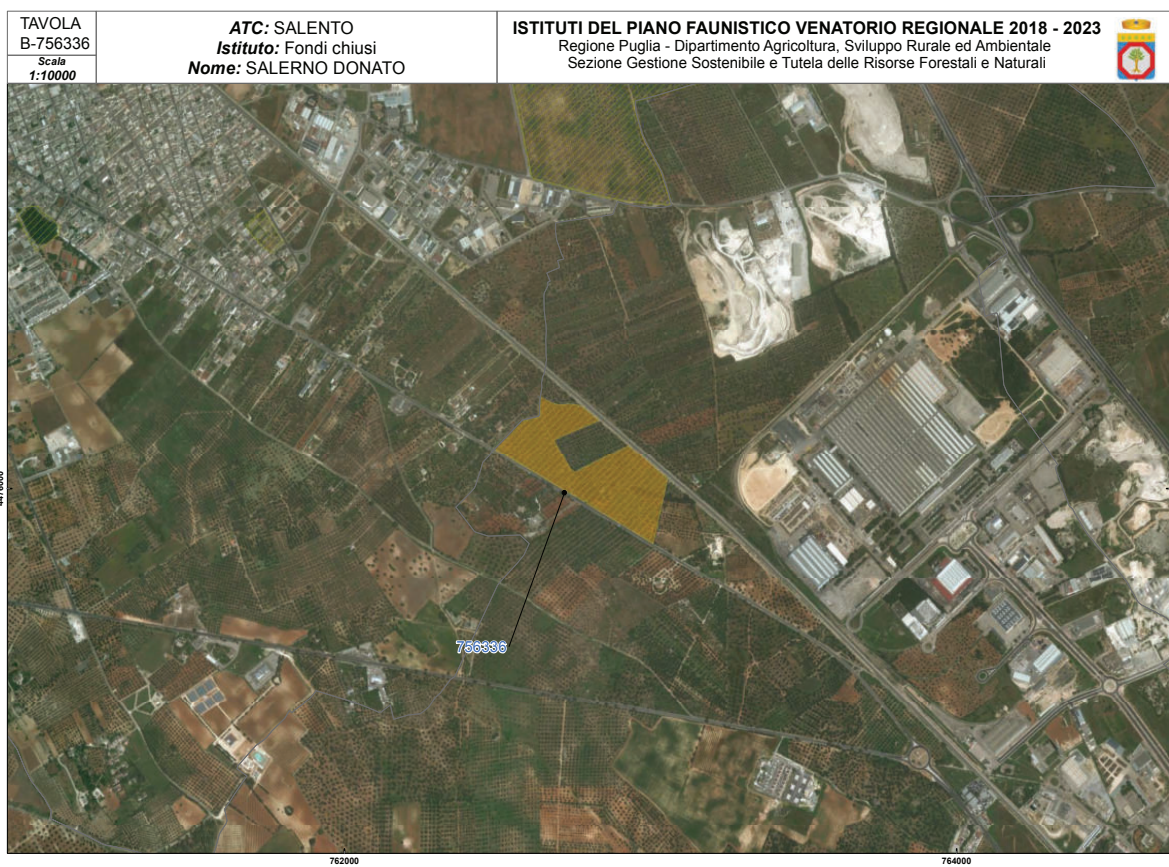 TAVOLA
B-756336
Scala
1:10000
ATC: SALENTO
Istituto: Fondi chiusi
Nome: SALERNO DONATO
ISTITUTI DEL PIANO FAUNISTICO VENATORIO REGIONALE 2018 - 2023
Regione Puglia - Dipartimento Agricoltura, Sviluppo Rurale ed Ambientale
Sezione Gestione Sostenibile e Tutela delle Risorse Forestali e Naturali
756336
762000
764000